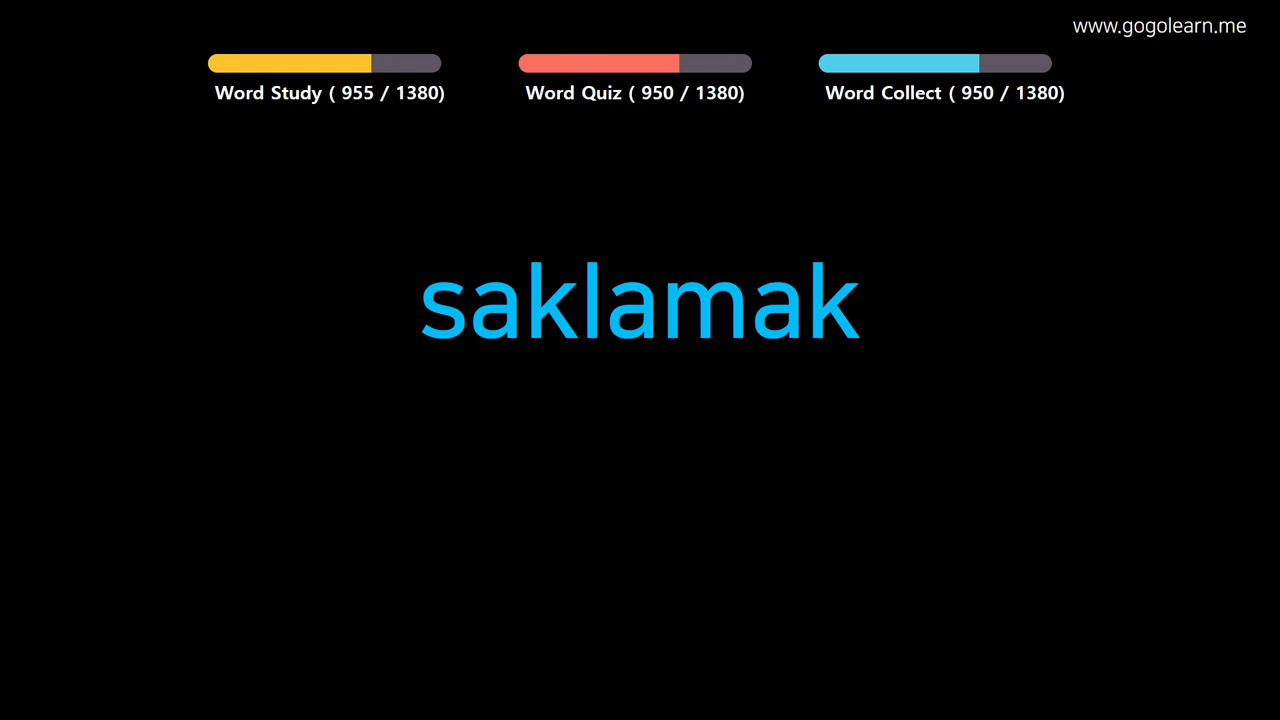 www.gogolearn.me
Word Study ( 955 / 1380)
Word Quiz ( 950 / 1380)
Word Collect ( 950 / 1380)
saklamak